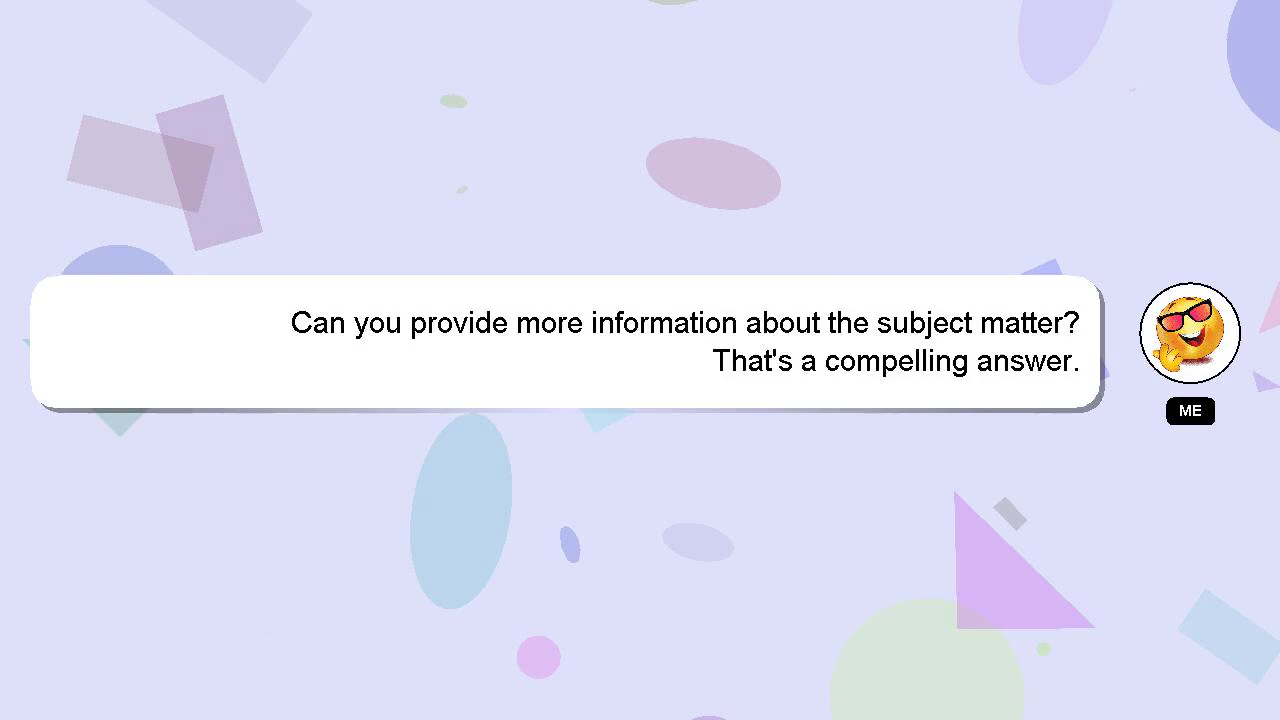 Can you provide more information about the subject matter?
That's a compelling answer.
ME